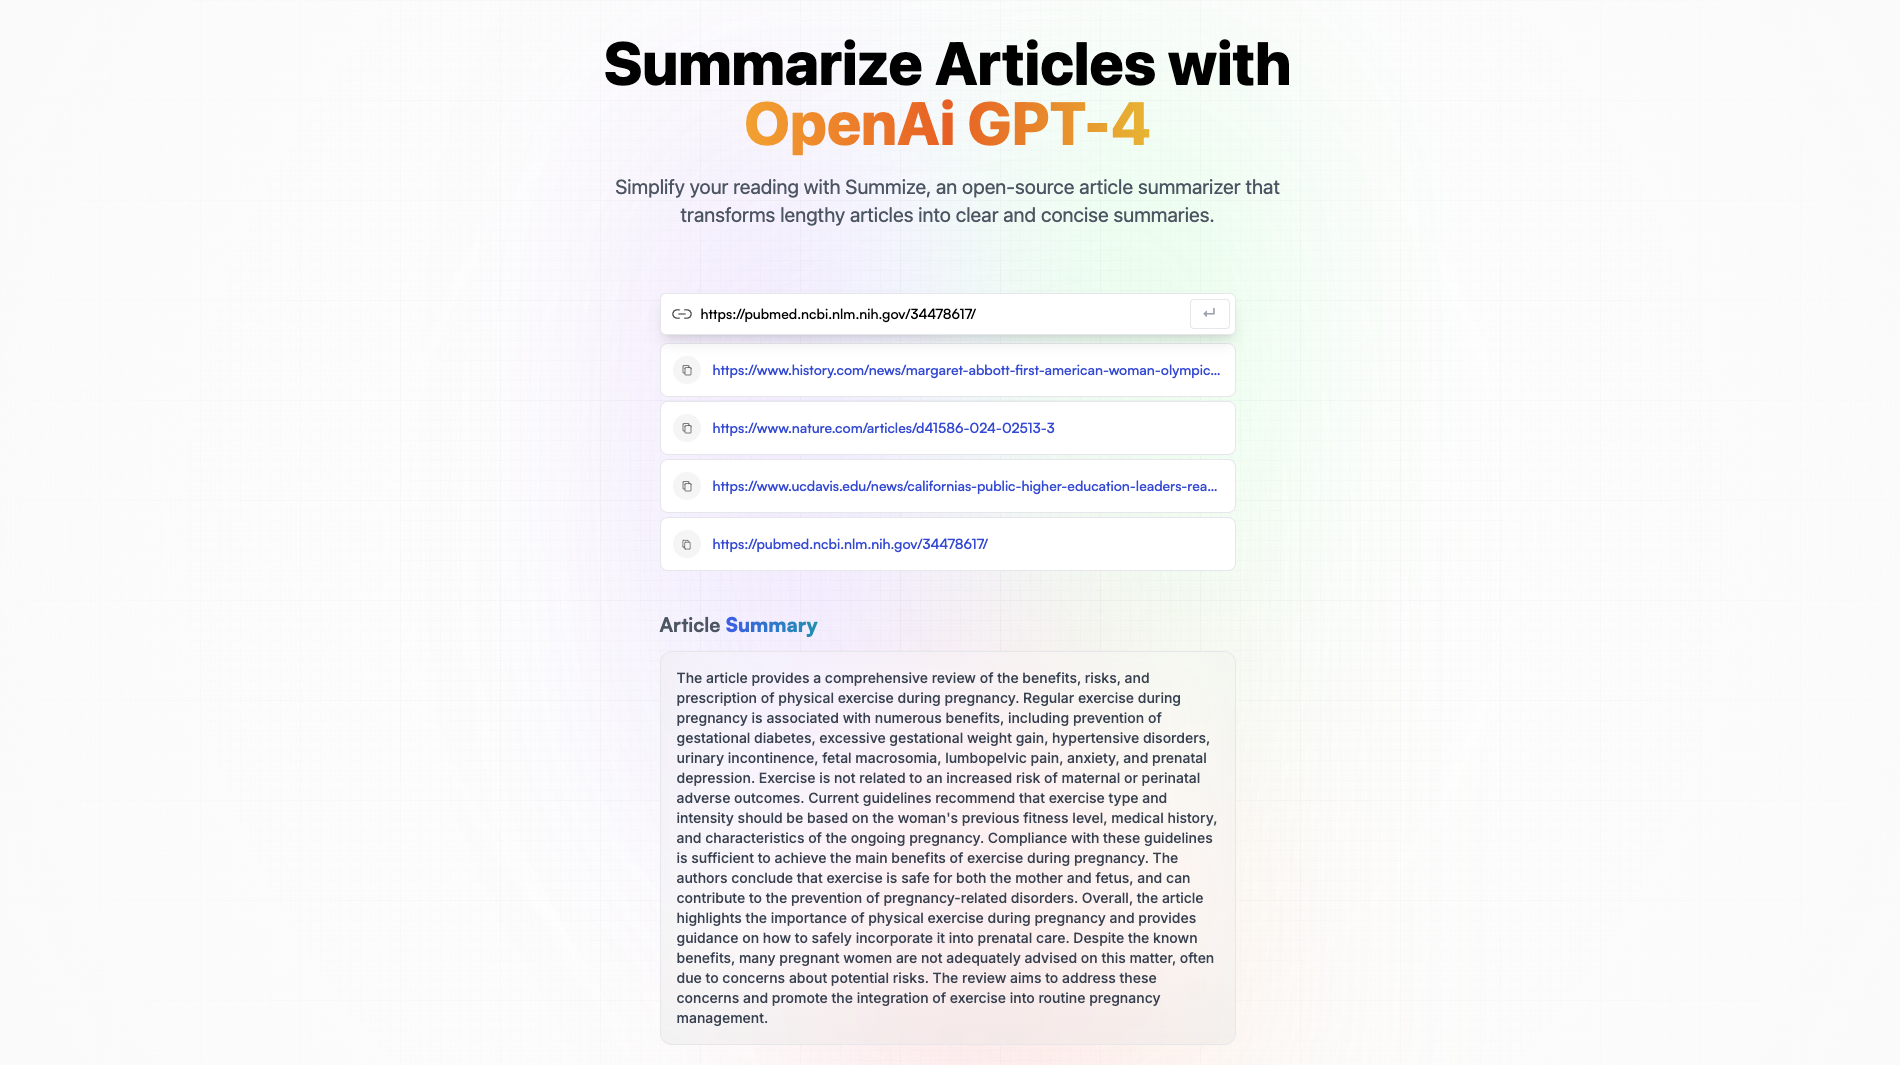 Summarize Articles with
OpenAi GPT-4
Simplify your reading with Summize, an open-source article summarizer that
transforms lengthy articles into clear and concise summaries.
https://pubmed.ncbi.nlm.nih.gov/34478617/
https://www.history.com/news/margaret-abbott-first-american-woman-olympic...
https://www.nature.com/articles/d41586-024-02513-3
https://www.ucdavis.edu/news/californias-public-higher-education-leaders-rea...
https://pubmed.ncbi.nlm.nih.gov/34478617/
Article Summary
The article provides a comprehensive review of the benefits, risks, and
prescription of physical exercise during pregnancy. Regular exercise during
pregnancy is associated with numerous benefits, including prevention of
gestational diabetes, excessive gestational weight gain, hypertensive disorders,
urinary incontinence, fetal macrosomia, lumbopelvic pain, anxiety, and prenatal
depression. Exercise is not related to an increased risk of maternal or perinatal
adverse outcomes. Current guidelines recommend that exercise type and
intensity should be based on the woman's previous fitness level, medical history,
and characteristics of the ongoing pregnancy. Compliance with these guidelines
is sufficient to achieve the main benefits of exercise during pregnancy. The
authors conclude that exercise is safe for both the mother and fetus, and can
contribute to the prevention of pregnancy-related disorders. Overall, the article
highlights the importance of physical exercise during pregnancy and provides
guidance on how to safely incorporate it into prenatal care. Despite the known
benefits, many pregnant women are not adequately advised on this matter, often
due to concerns about potential risks. The review aims to address these
concerns and promote the integration of exercise into routine pregnancy
management.